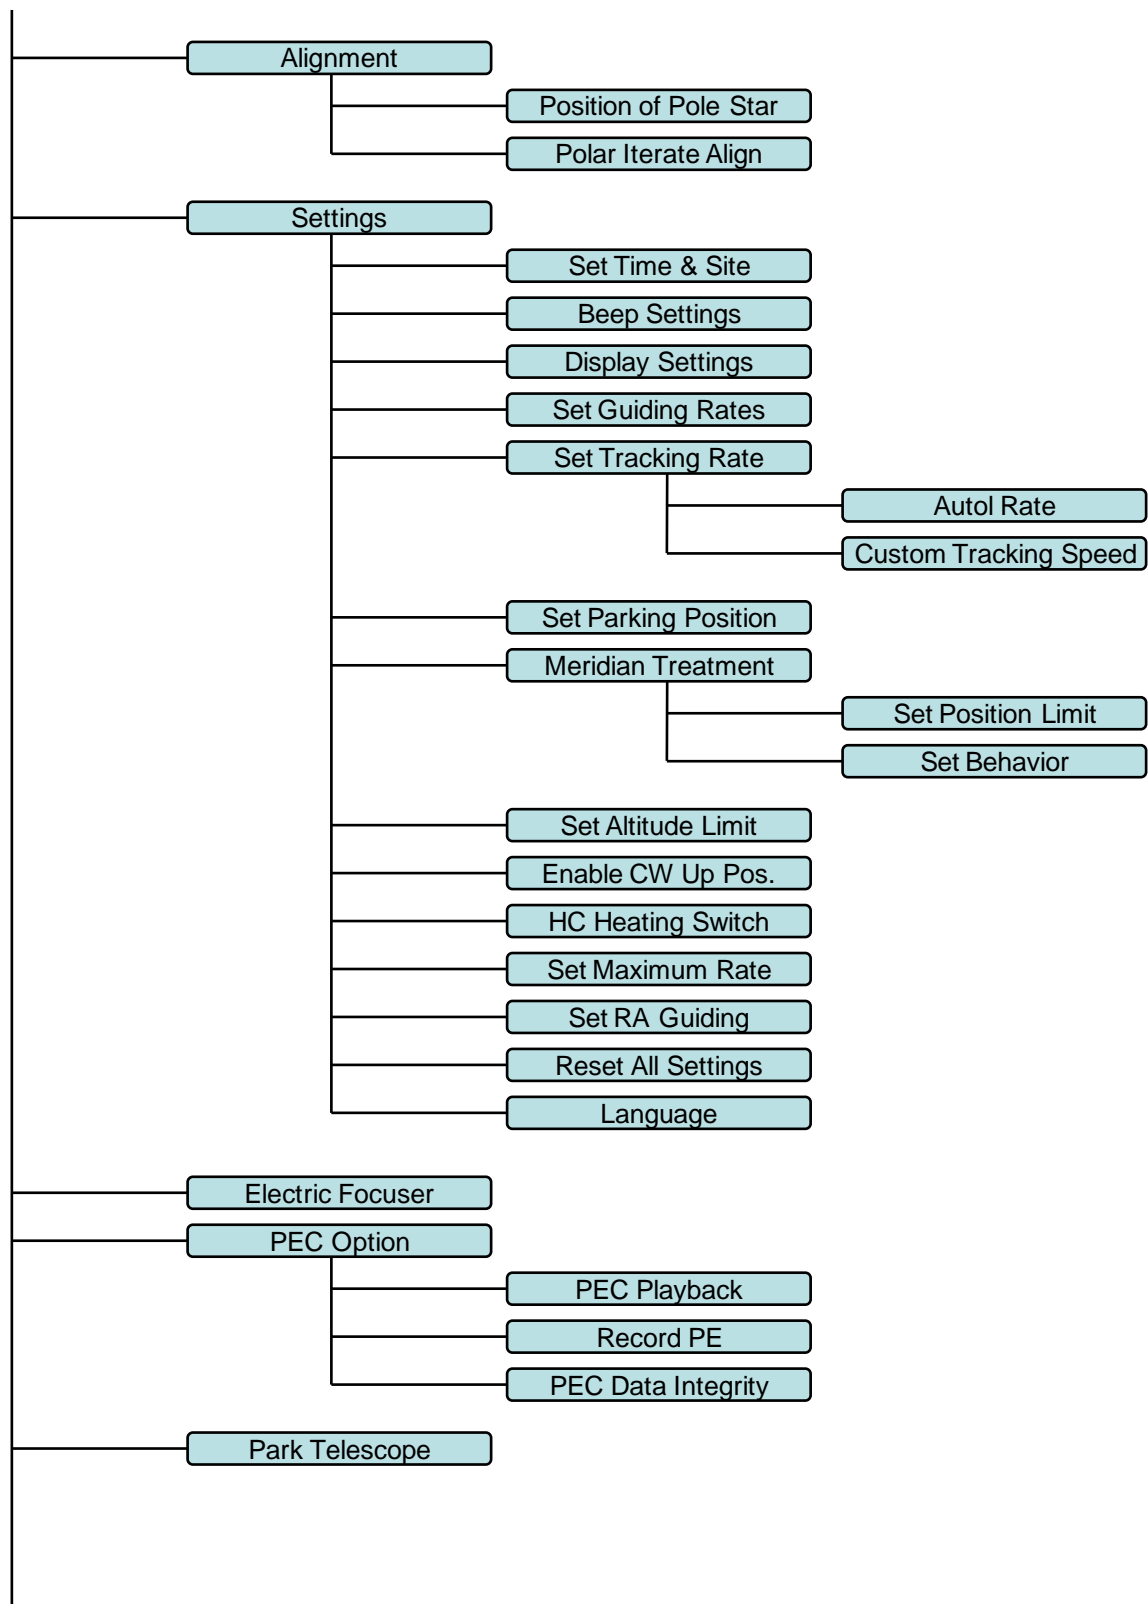 Alignment
Position of Pole Star
Polar Iterate Align
Settings
Set Time & Site
Beep Settings
Display Settings
Set Guiding Rates
Set Tracking Rate
Autol Rate
Custom Tracking Speed
Set Parking Position
Meridian Treatment
Set Position Limit
Set Behavior
Set Altitude Limit
Enable CW Up Pos.
HC Heating Switch
Set Maximum Rate
Set RA Guiding
Reset All Settings
Language
Electric Focuser
PEC Option
PEC Playback
Record PE
PEC Data Integrity
Park Telescope